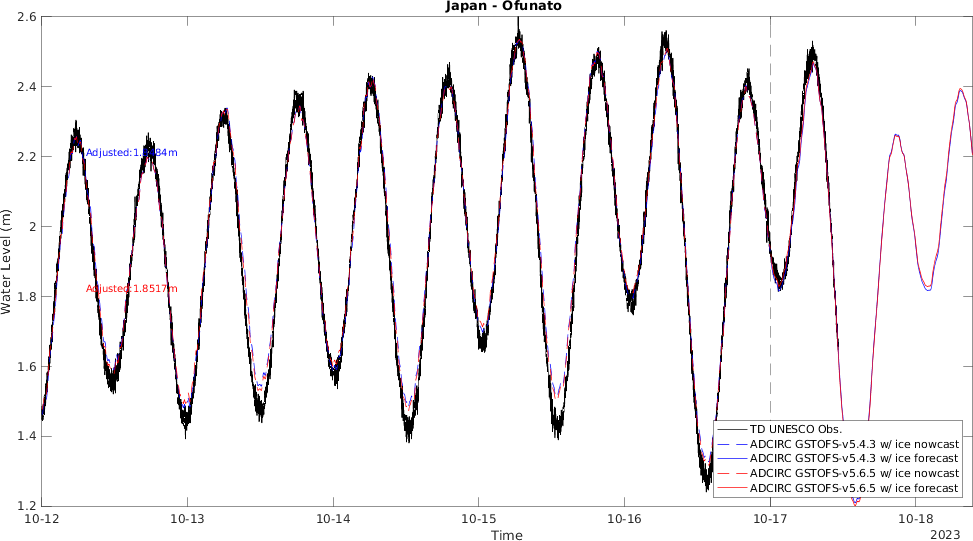 Japan - Ofunato
Water Level (m)
2.6
2.4
2.2
2
1.8
1.6
1.4
1.2
Adjusted:1.8517m
TD UNESCO Obs.
ADCIRC GSTOFS-v5.4.3 w/ ice nowcast
ADCIRC GSTOFS-v5.4.3 w/ ice forecast
ADCIRC GSTOFS-v5.6.5 w/ ice nowcast
ADCIRC GSTOFS-v5.6.5 w/ ice forecast
10-12
10-13
10-14
10-15
10-16
10-17
10-18
Time
2023